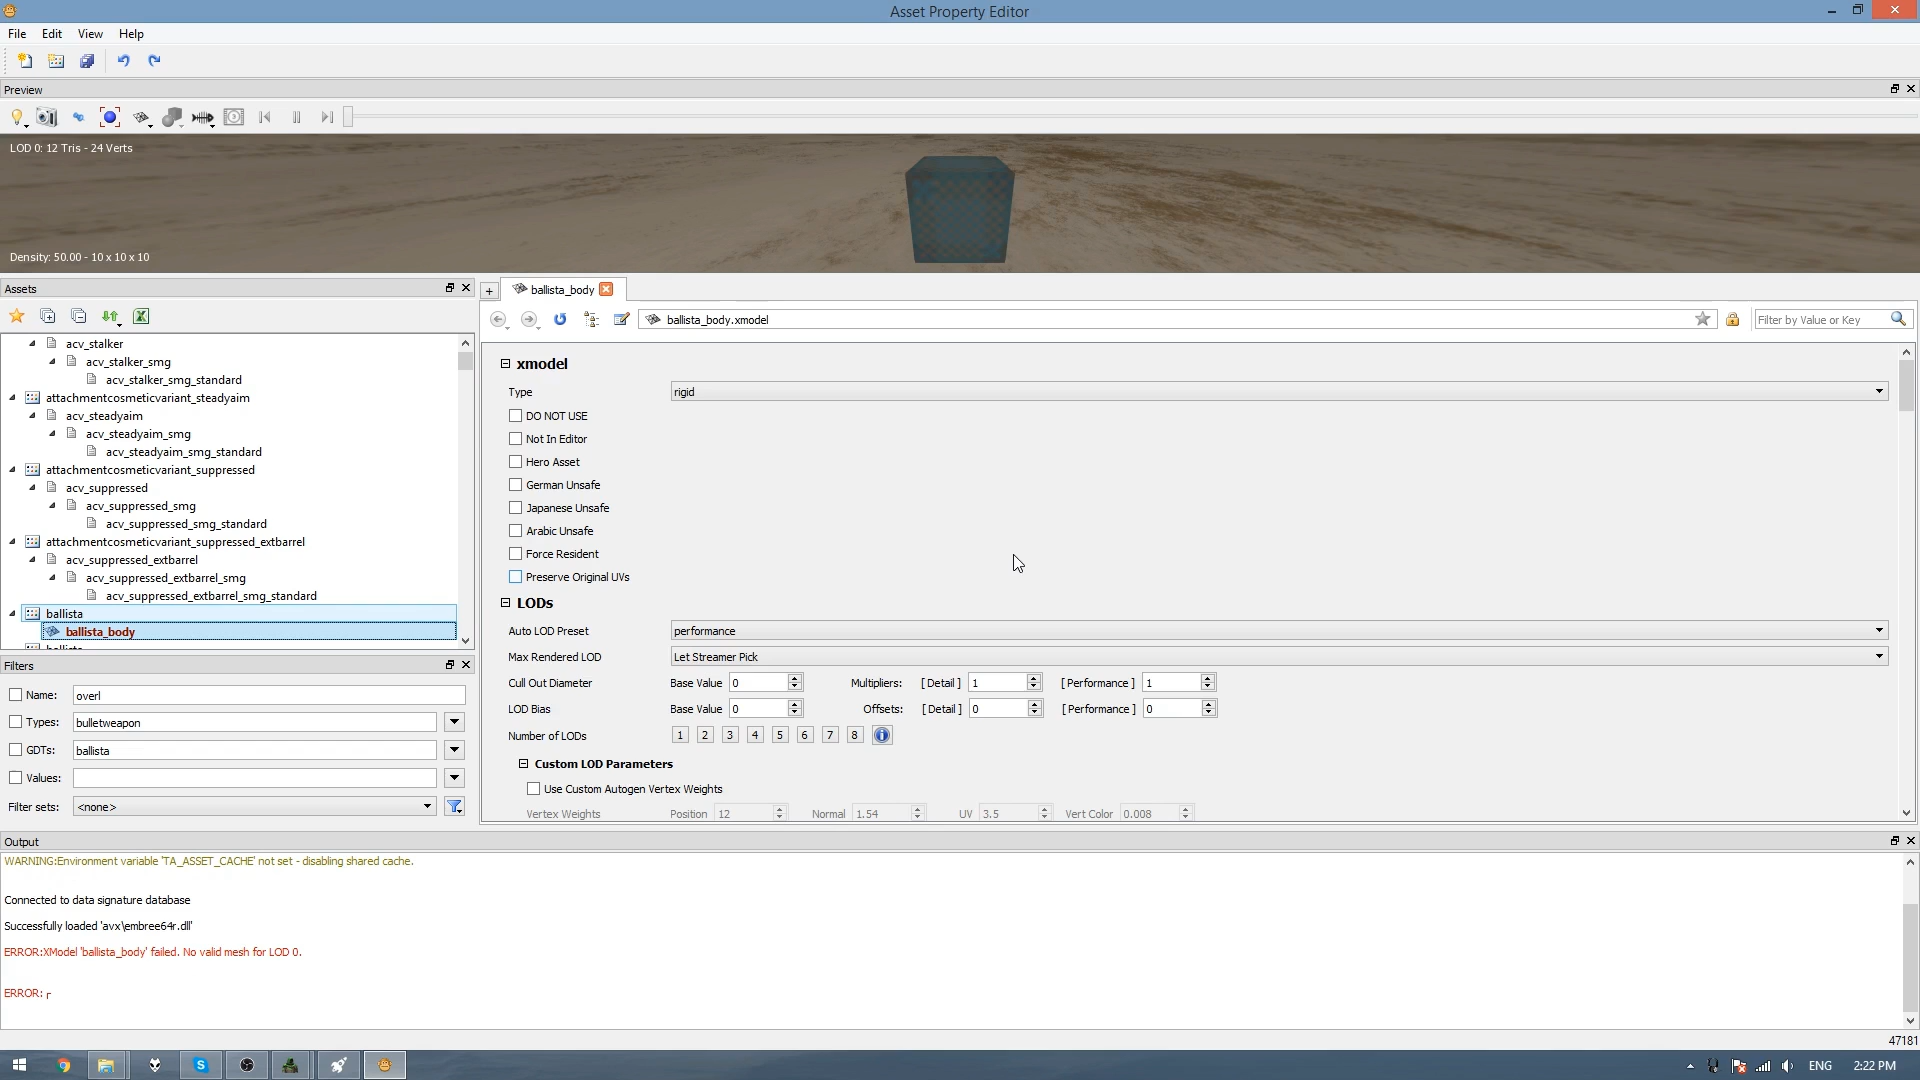 Asset Property Editor
File Edit View Help
Preview
LOD 0: 12 Tris - 24 Verts
Density: 50.00 - 10 x 10 x 10
Assets
acv_stalker
acv_stalker_smg
acv_stalker_smg_standard
attachmentcosmeticvariant_steadyaim
acv_steadyaim
acv_steadyaim_smg
acv_steadyaim_smg_standard
attachmentcosmeticvariant_suppressed
acv_suppressed
acv_suppressed_smg
acv_suppressed_smg_standard
attachmentcosmeticvariant_suppressed_extbarrel
acv_suppressed_extbarrel
acv_suppressed_extbarrel_smg
acv_suppressed_extbarrel_smg_standard
ballista
ballista_body
Filters
Name: overl
Types: bulletweapon
GDTs: ballista
Values:
Filter sets: <none>
+ ballista_body
ballista_body.xmodel Filter by Value or Key
xmodel
Type rigid
DO NOT USE
Not In Editor
Hero Asset
German Unsafe
Japanese Unsafe
Arabic Unsafe
Force Resident
Preserve Original UVs
LODs
Auto LOD Preset performance
Max Rendered LOD Let Streamer Pick
Cull Out Diameter Base Value 0 Multipliers: [ Detail ] 1 [ Performance ] 1
LOD Bias Base Value 0 Offsets: [ Detail ] 0 [ Performance ] 0
Number of LODs 1 2 3 4 5 6 7 8
Custom LOD Parameters
Use Custom Autogen Vertex Weights
Vertex Weights Position 12 Normal 1.54 UV 3.5 Vert Color 0.008
Output
WARNING:Environment variable 'TA_ASSET_CACHE' not set - disabling shared cache.
Connected to data signature database
Successfully loaded 'avx\embree64r.dll'
ERROR:XModel 'ballista_body' failed. No valid mesh for LOD 0.
ERROR: ┌
47181
ENG 2:22 PM